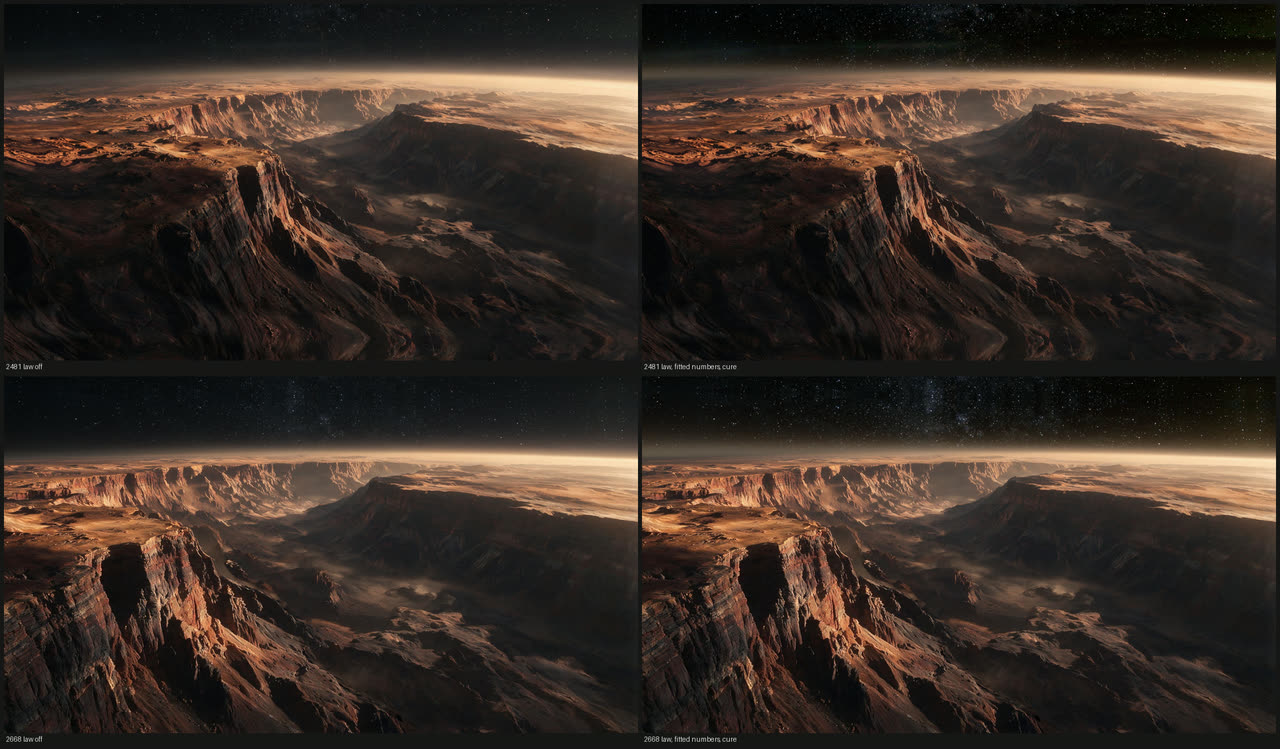 2481 law off
2481 law, fitted numbers, cure
2668 law off
2668 law, fitted numbers, cure